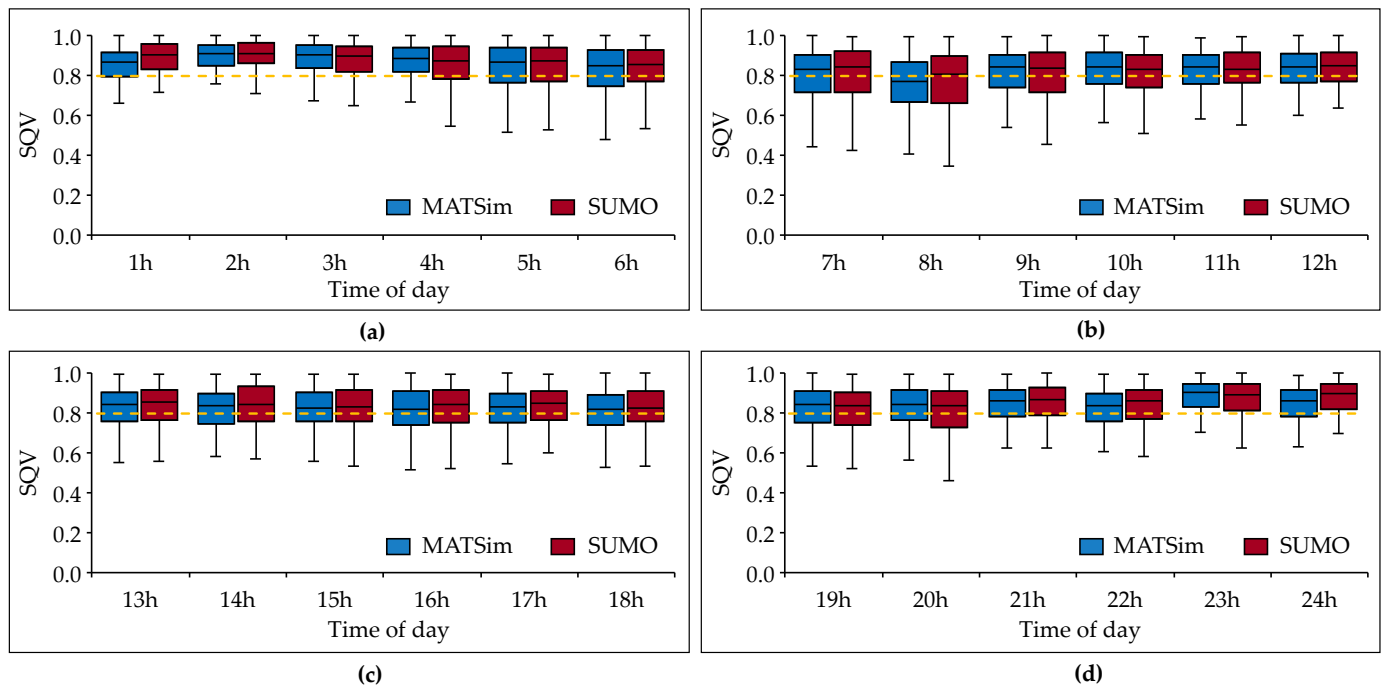 1.0
0.8
0.6
0.4
0.2
0.0
SQV
MATSim SUMO
1h 2h 3h 4h 5h 6h
Time of day
(a)
1.0
0.8
0.6
0.4
0.2
0.0
SQV
MATSim SUMO
7h 8h 9h 10h 11h 12h
Time of day
(b)
1.0
0.8
0.6
0.4
0.2
0.0
SQV
MATSim SUMO
13h 14h 15h 16h 17h 18h
Time of day
(c)
1.0
0.8
0.6
0.4
0.2
0.0
SQV
MATSim SUMO
19h 20h 21h 22h 23h 24h
Time of day
(d)